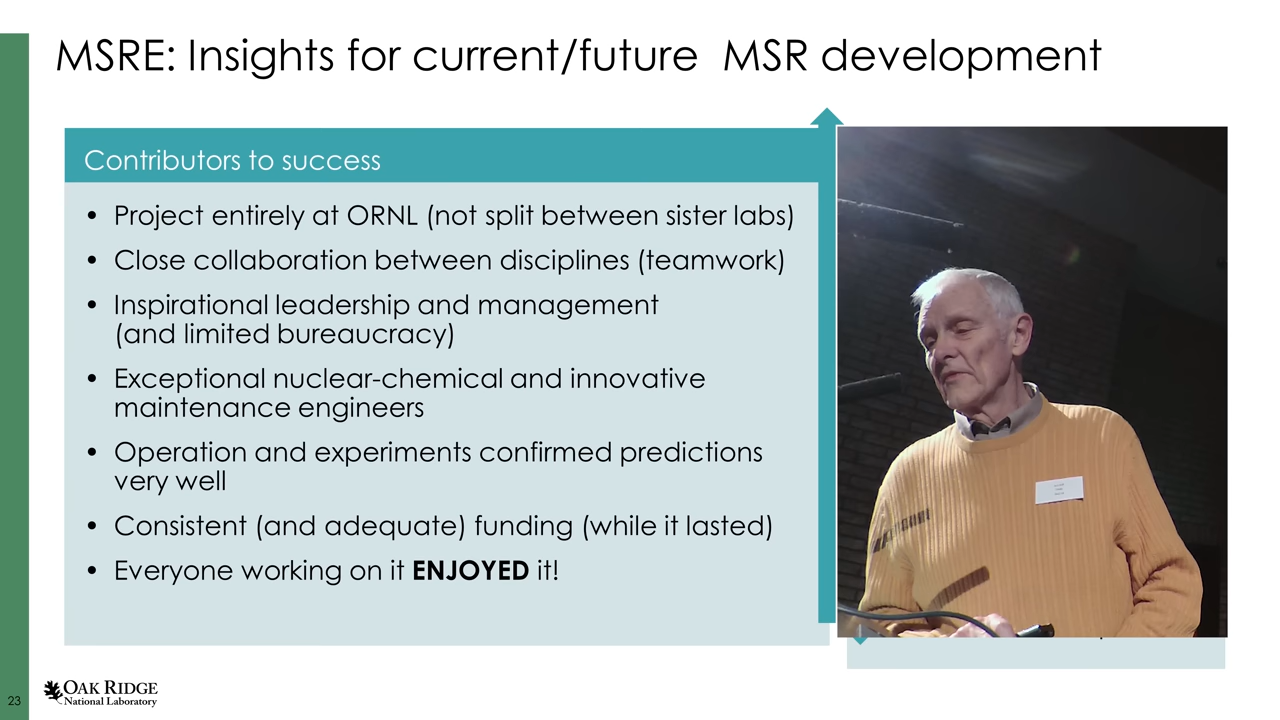 MSRE: Insights for current/future MSR development
Contributors to success
• Project entirely at ORNL (not split between sister labs)
• Close collaboration between disciplines (teamwork)
• Inspirational leadership and management
(and limited bureaucracy)
• Exceptional nuclear-chemical and innovative
maintenance engineers
• Operation and experiments confirmed predictions
very well
• Consistent (and adequate) funding (while it lasted)
• Everyone working on it ENJOYED it!
23
OAK RIDGE
National Laboratory